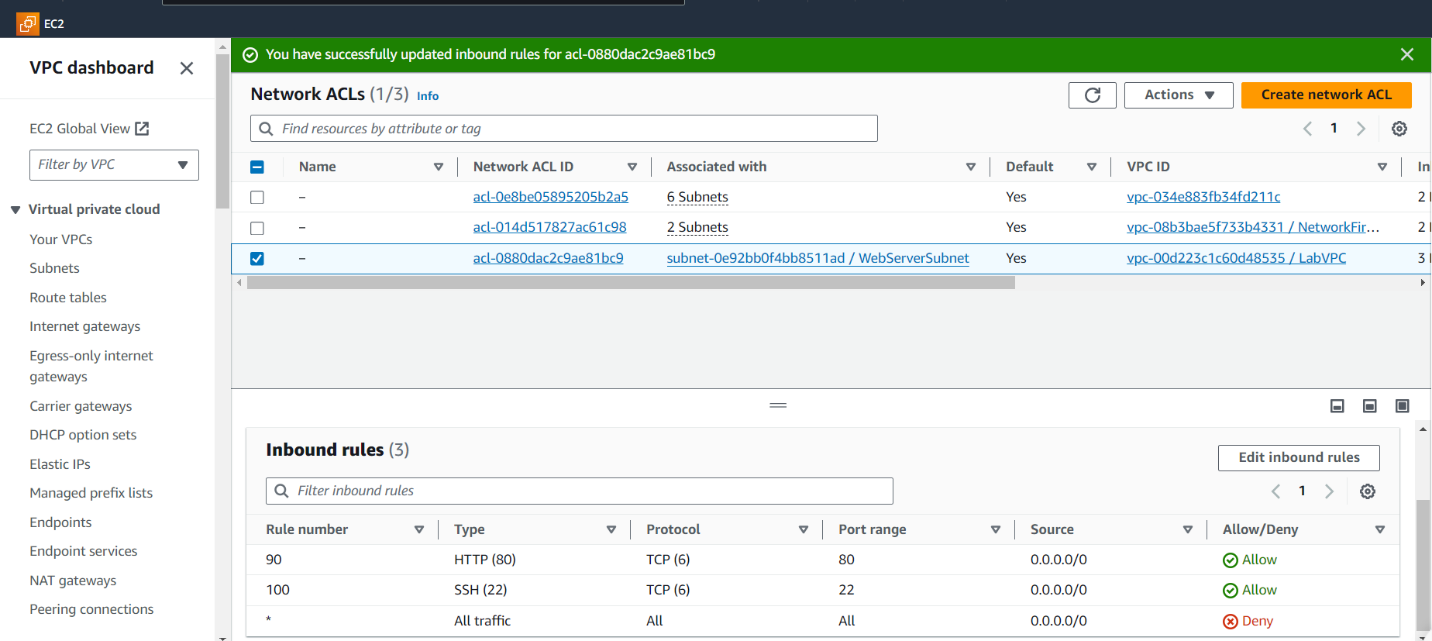 EC2
You have successfully updated inbound rules for acl-0880dac2c9ae81bc9
VPC dashboard
EC2 Global View
Filter by VPC
Virtual private cloud
Your VPCs
Subnets
Route tables
Internet gateways
Egress-only internet
gateways
Carrier gateways
DHCP option sets
Elastic IPs
Managed prefix lists
Endpoints
Endpoint services
NAT gateways
Peering connections
Network ACLs (1/3) Info
Actions
Create network ACL
Find resources by attribute or tag
1
Name Network ACL ID Associated with Default VPC ID In
– acl-0e8be05895205b2a5 6 Subnets Yes vpc-034e883fb34fd211c 2
– acl-014d517827ac61c98 2 Subnets Yes vpc-08b3bae5f733b4331 / NetworkFir... 2
– acl-0880dac2c9ae81bc9 subnet-0e92bb0f4bb8511ad / WebServerSubnet Yes vpc-00d223c1c60d48535 / LabVPC 3
Inbound rules (3)
Edit inbound rules
Filter inbound rules
1
Rule number Type Protocol Port range Source Allow/Deny
90 HTTP (80) TCP (6) 80 0.0.0.0/0 Allow
100 SSH (22) TCP (6) 22 0.0.0.0/0 Allow
* All traffic All All 0.0.0.0/0 Deny